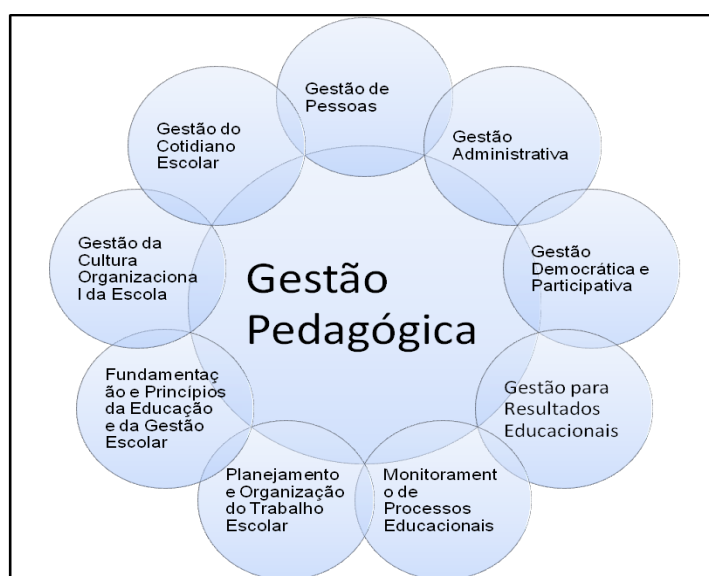 Gestão de
Pessoas
Gestão
Administrativa
Gestão
Democrática e
Participativa
Gestão para
Resultados
Educacionais
Monitorament
o de
Processos
Educacionais
Planejamento
e Organização
do Trabalho
Escolar
Fundamentaç
ão e Princípios
da Educação
e da Gestão
Escolar
Gestão da
Cultura
Organizaciona
l da Escola
Gestão do
Cotidiano
Escolar
Gestão
Pedagógica